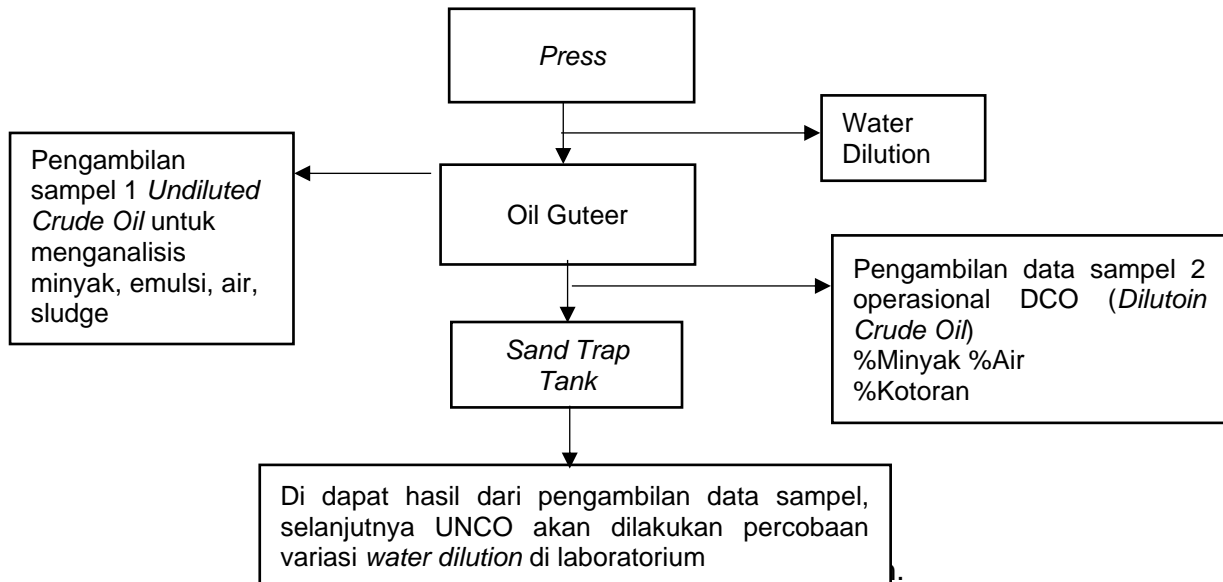 Press
Water
Dilution
Pengambilan
sampel 1 Undiluted
Crude Oil untuk
menganalisis
minyak, emulsi, air,
sludge
Oil Guteer
Pengambilan data sampel 2
operasional DCO (Dilutoin
Crude Oil)
%Minyak %Air
%Kotoran
Sand Trap
Tank
Di dapat hasil dari pengambilan data sampel,
selanjutnya UNCO akan dilakukan percobaan
variasi water dilution di laboratorium